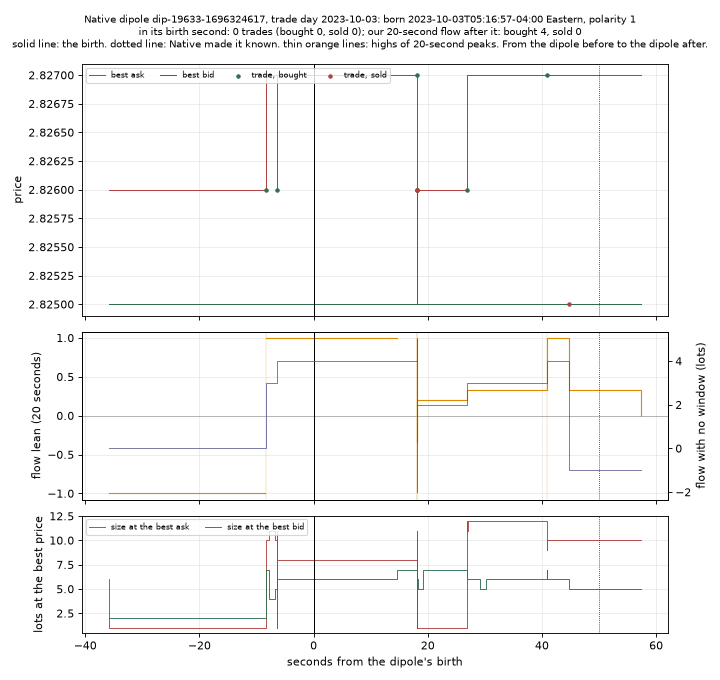 Native dipole dip-19633-1696324617, trade day 2023-10-03: born 2023-10-03T05:16:57-04:00 Eastern, polarity 1
in its birth second: 0 trades (bought 0, sold 0); our 20-second flow after it: bought 4, sold 0
solid line: the birth. dotted line: Native made it known. thin orange lines: highs of 20-second peaks. From the dipole before to the dipole after.
best ask
best bid
trade, bought
trade, sold
2.82700
2.82675
2.82650
2.82625
2.82600
2.82575
2.82550
2.82525
2.82500
price
1.0
0.5
0.0
−0.5
−1.0
flow lean (20 seconds)
4
2
0
−2
flow with no window (lots)
size at the best ask
size at the best bid
12.5
10.0
7.5
5.0
2.5
lots at the best price
−40
−20
0
20
40
60
seconds from the dipole's birth